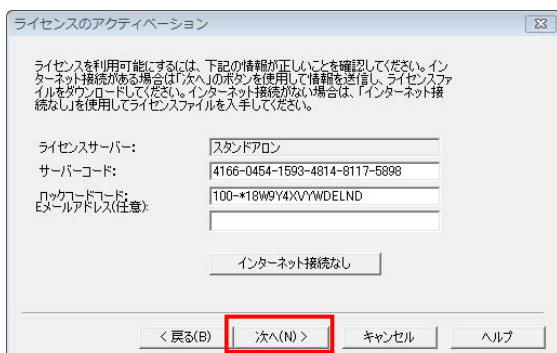 ライセンスのアクティベーション
ライセンスを利用可能にするには、下記の情報が正しいことを確認してください。イン
ターネット接続がある場合は「次へ」のボタンを使用して情報を送信し、ライセンスファ
イルをダウンロードしてください。インターネット接続がない場合は、「インターネット接
続なし」を使用してライセンスファイルを入手してください。
ライセンスサーバー: スタンドアロン
サーバーコード: 4166-0454-1593-4814-8117-5898
ロックコードコード: 100-*18W9Y4XVYWDELND
Eメールアドレス(任意):
インターネット接続なし
< 戻る(B) 次へ(N) > キャンセル ヘルプ